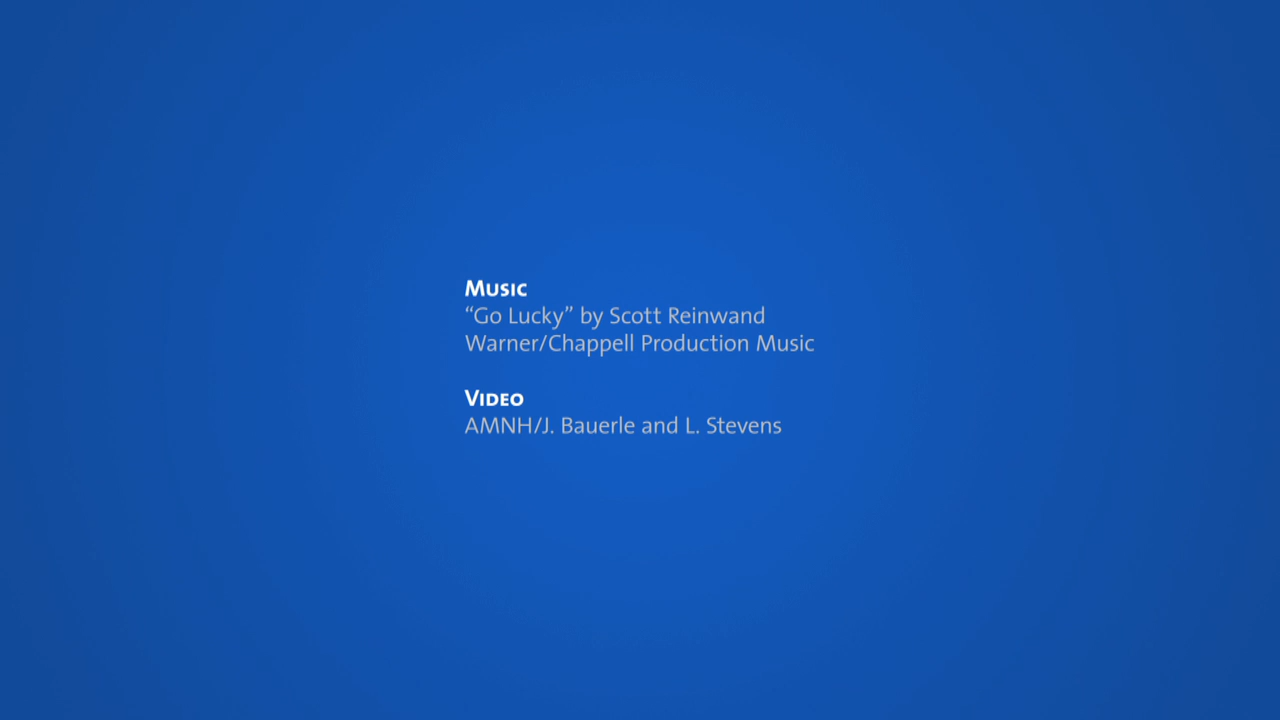 Music
“Go Lucky” by Scott Reinwand
Warner/Chappell Production Music
Video
AMNH/J. Bauerle and L. Stevens